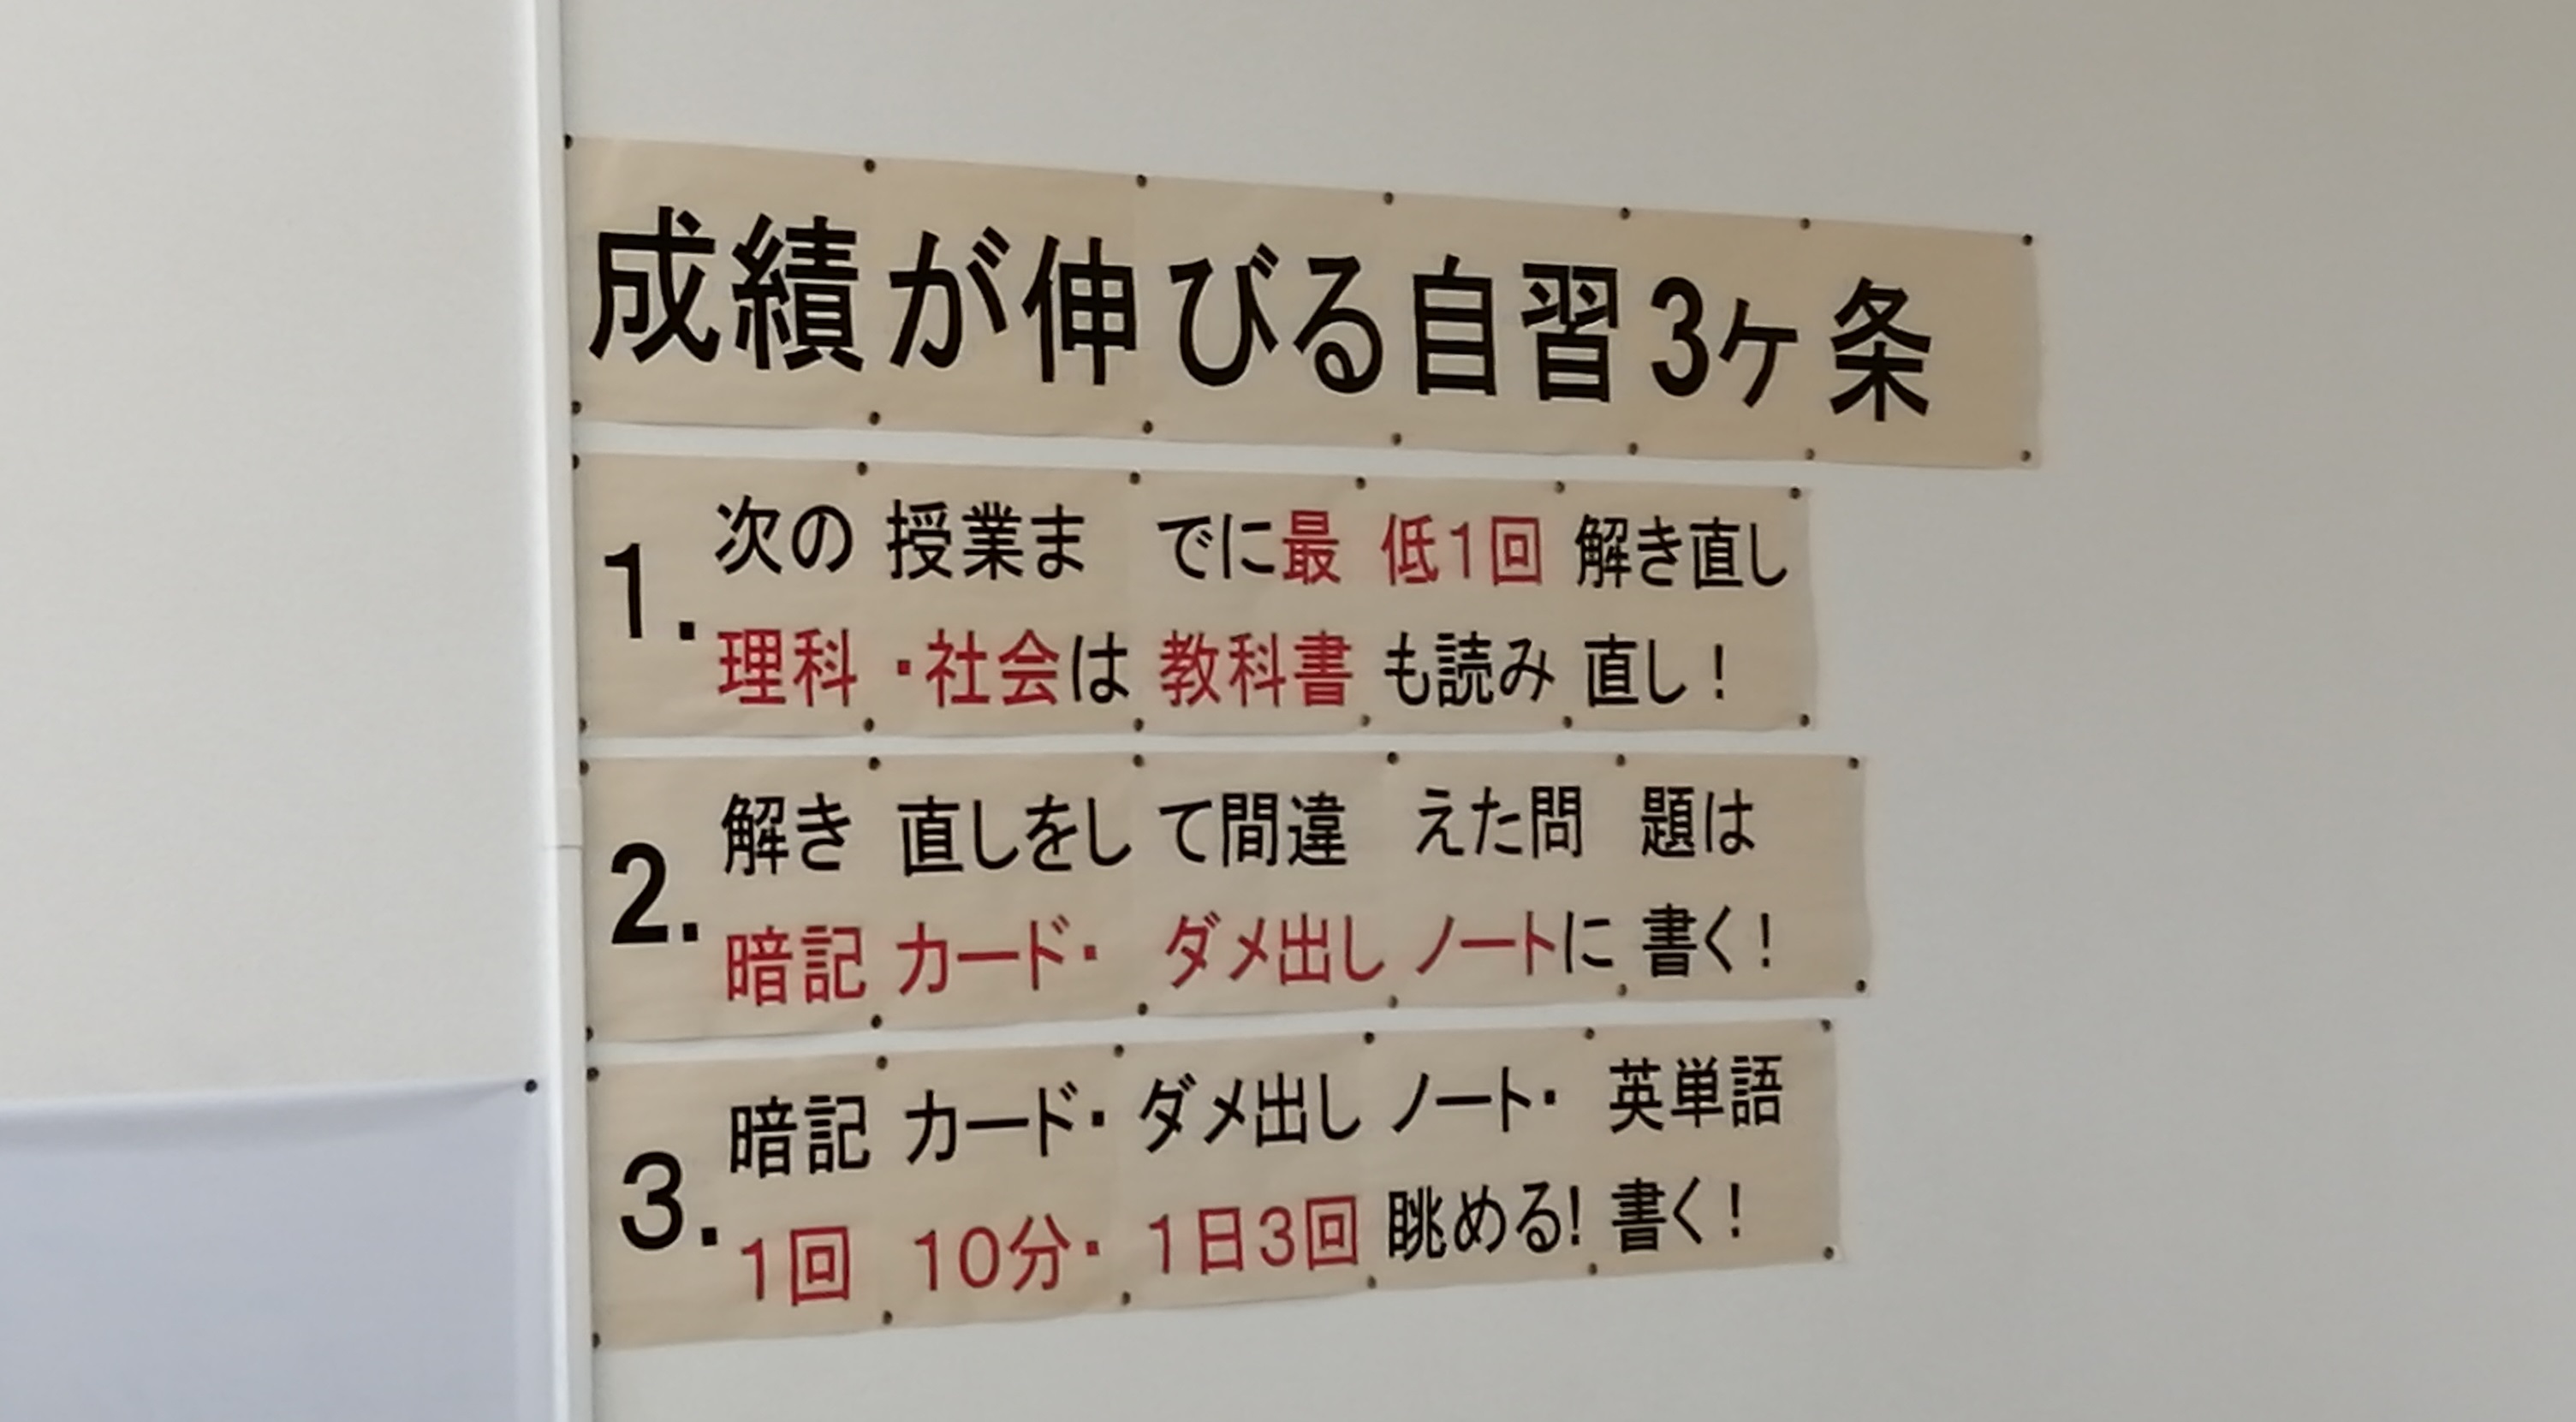 成績が伸びる自習3ヶ条
1. 次の授業までに最低1回解き直し
理科・社会は教科書も読み直し！
2. 解き直しをして間違えた問題は
暗記カード・ダメ出しノートに書く！
3. 暗記カード・ダメ出しノート・英単語
1回10分・1日3回眺める！書く！